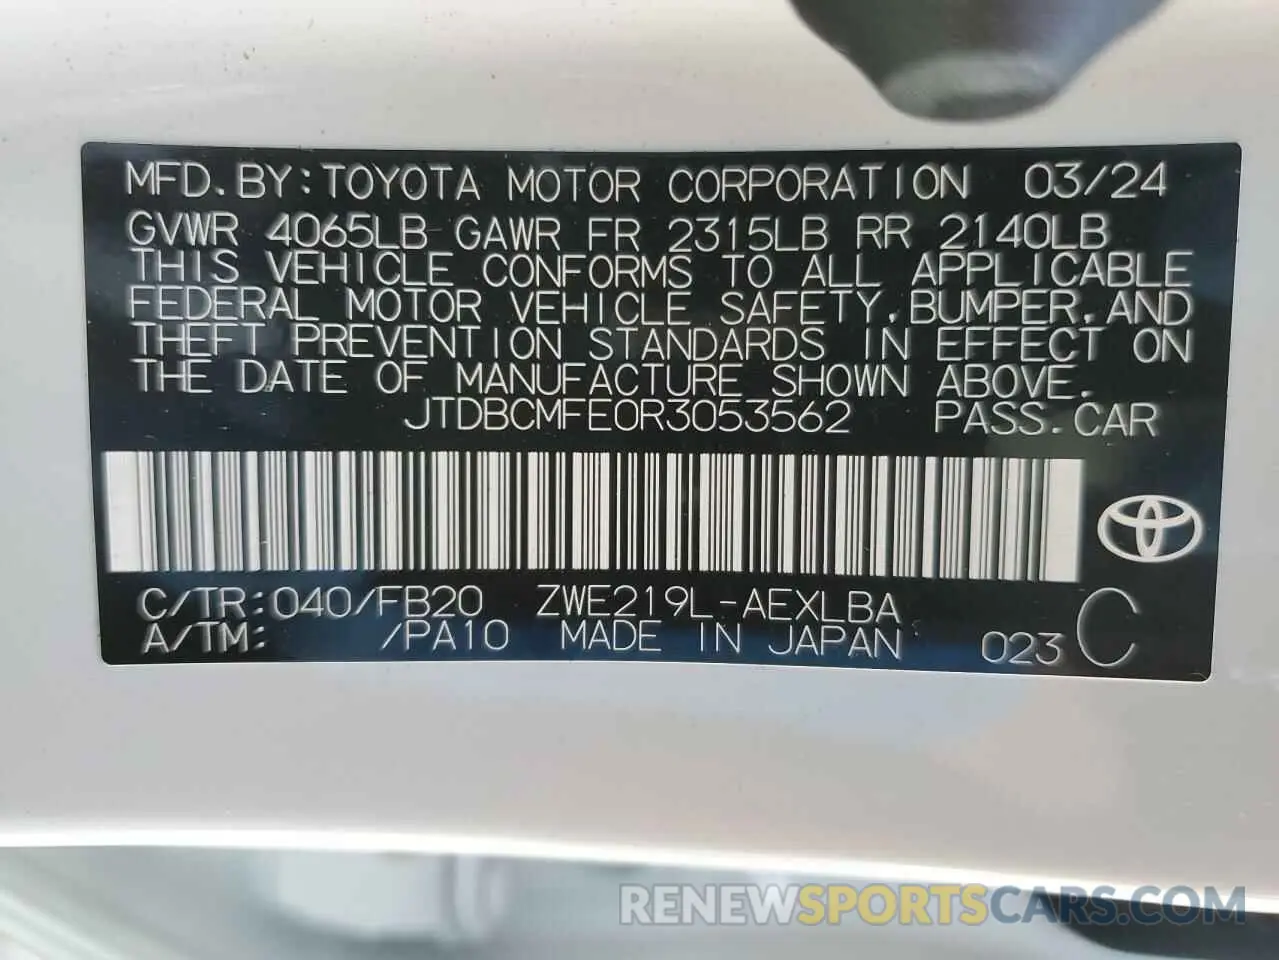 MFD. BY: TOYOTA MOTOR CORPORATION 03/24
GVWR 4065LB GAWR FR 2315LB RR 2140LB
THIS VEHICLE CONFORMS TO ALL APPLICABLE
FEDERAL MOTOR VEHICLE SAFETY, BUMPER, AND
THEFT PREVENTION STANDARDS IN EFFECT ON
THE DATE OF MANUFACTURE SHOWN ABOVE.
JTDBCMFE0R3053562 PASS. CAR
C/TR: 040/FB20 ZWE219L-AEXLBA
A/TM: /PA10 MADE IN JAPAN 023 C
RENEWSPORTSCARS.COM